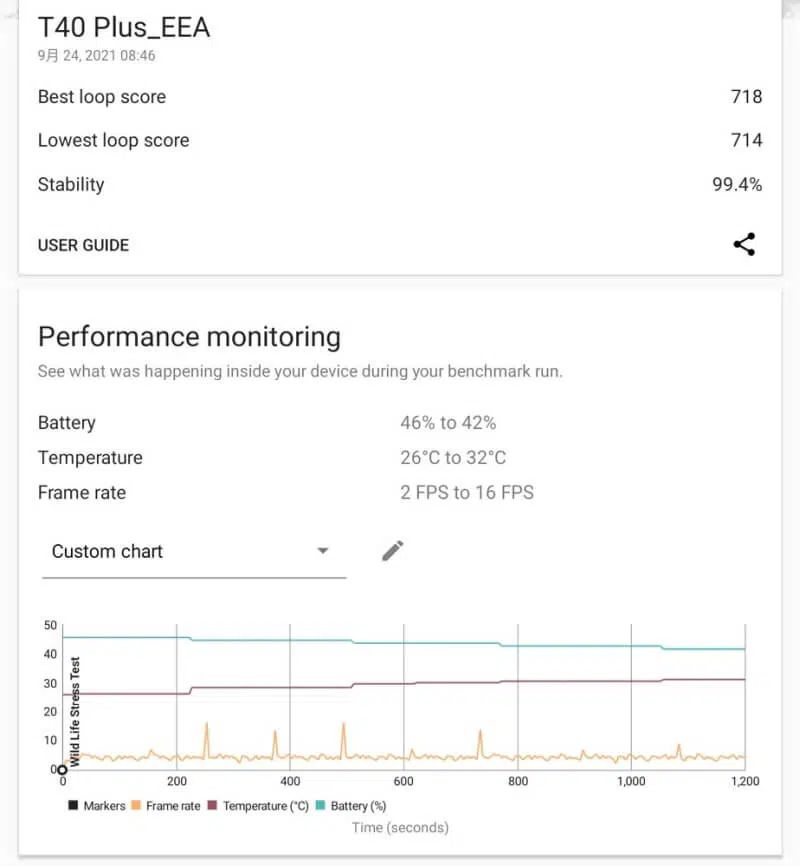 T40 Plus_EEA
9月 24, 2021 08:46
Best loop score 718
Lowest loop score 714
Stability 99.4%
USER GUIDE
Performance monitoring
See what was happening inside your device during your benchmark run.
Battery 46% to 42%
Temperature 26°C to 32°C
Frame rate 2 FPS to 16 FPS
Custom chart
50
40
30
20
10
0
Wild Life Stress Test
0 200 400 600 800 1,000 1,200
Markers Frame rate Temperature (°C) Battery (%)
Time (seconds)